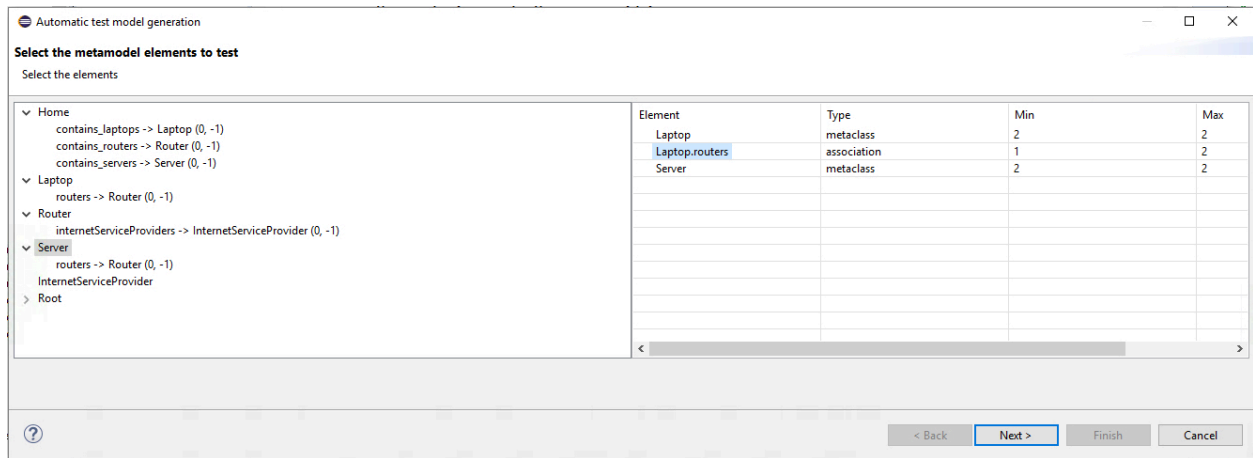 Automatic test model generation
Select the metamodel elements to test
Select the elements
Home
contains_laptops -> Laptop (0, -1)
contains_routers -> Router (0, -1)
contains_servers -> Server (0, -1)
Laptop
routers -> Router (0, -1)
Router
internetServiceProviders -> InternetServiceProvider (0, -1)
Server
routers -> Router (0, -1)
InternetServiceProvider
Root
Element Type Min Max
Laptop metaclass 2 2
Laptop.routers association 1 2
Server metaclass 2 2
< Back Next > Finish Cancel